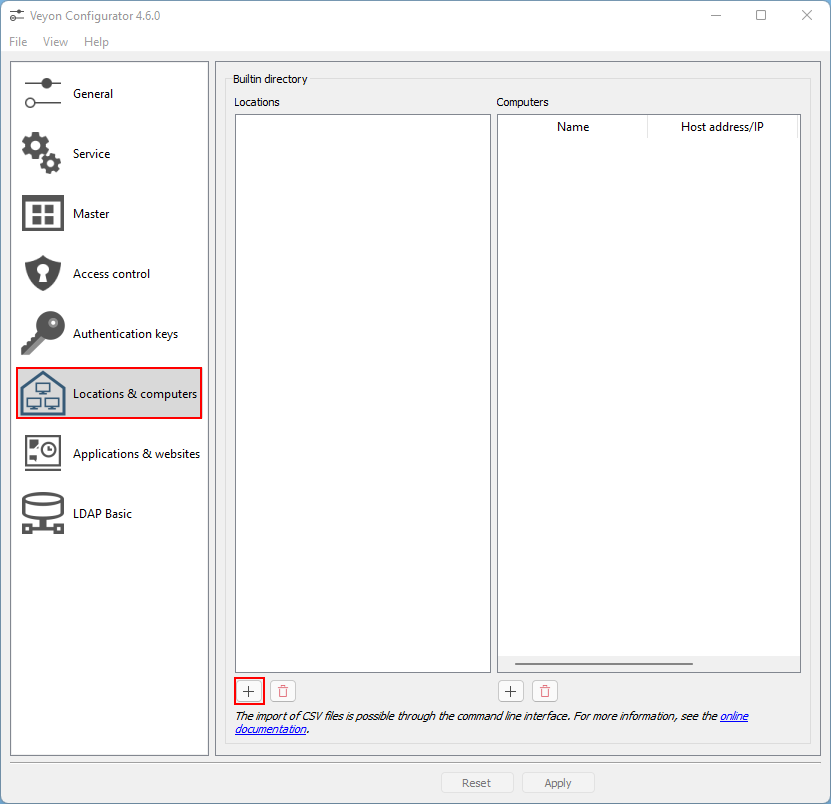 Veyon Configurator 4.6.0
File View Help
General
Service
Master
Access control
Authentication keys
Locations & computers
Applications & websites
LDAP Basic
Builtin directory
Locations
Computers
Name Host address/IP
The import of CSV files is possible through the command line interface. For more information, see the online
documentation.
Reset Apply